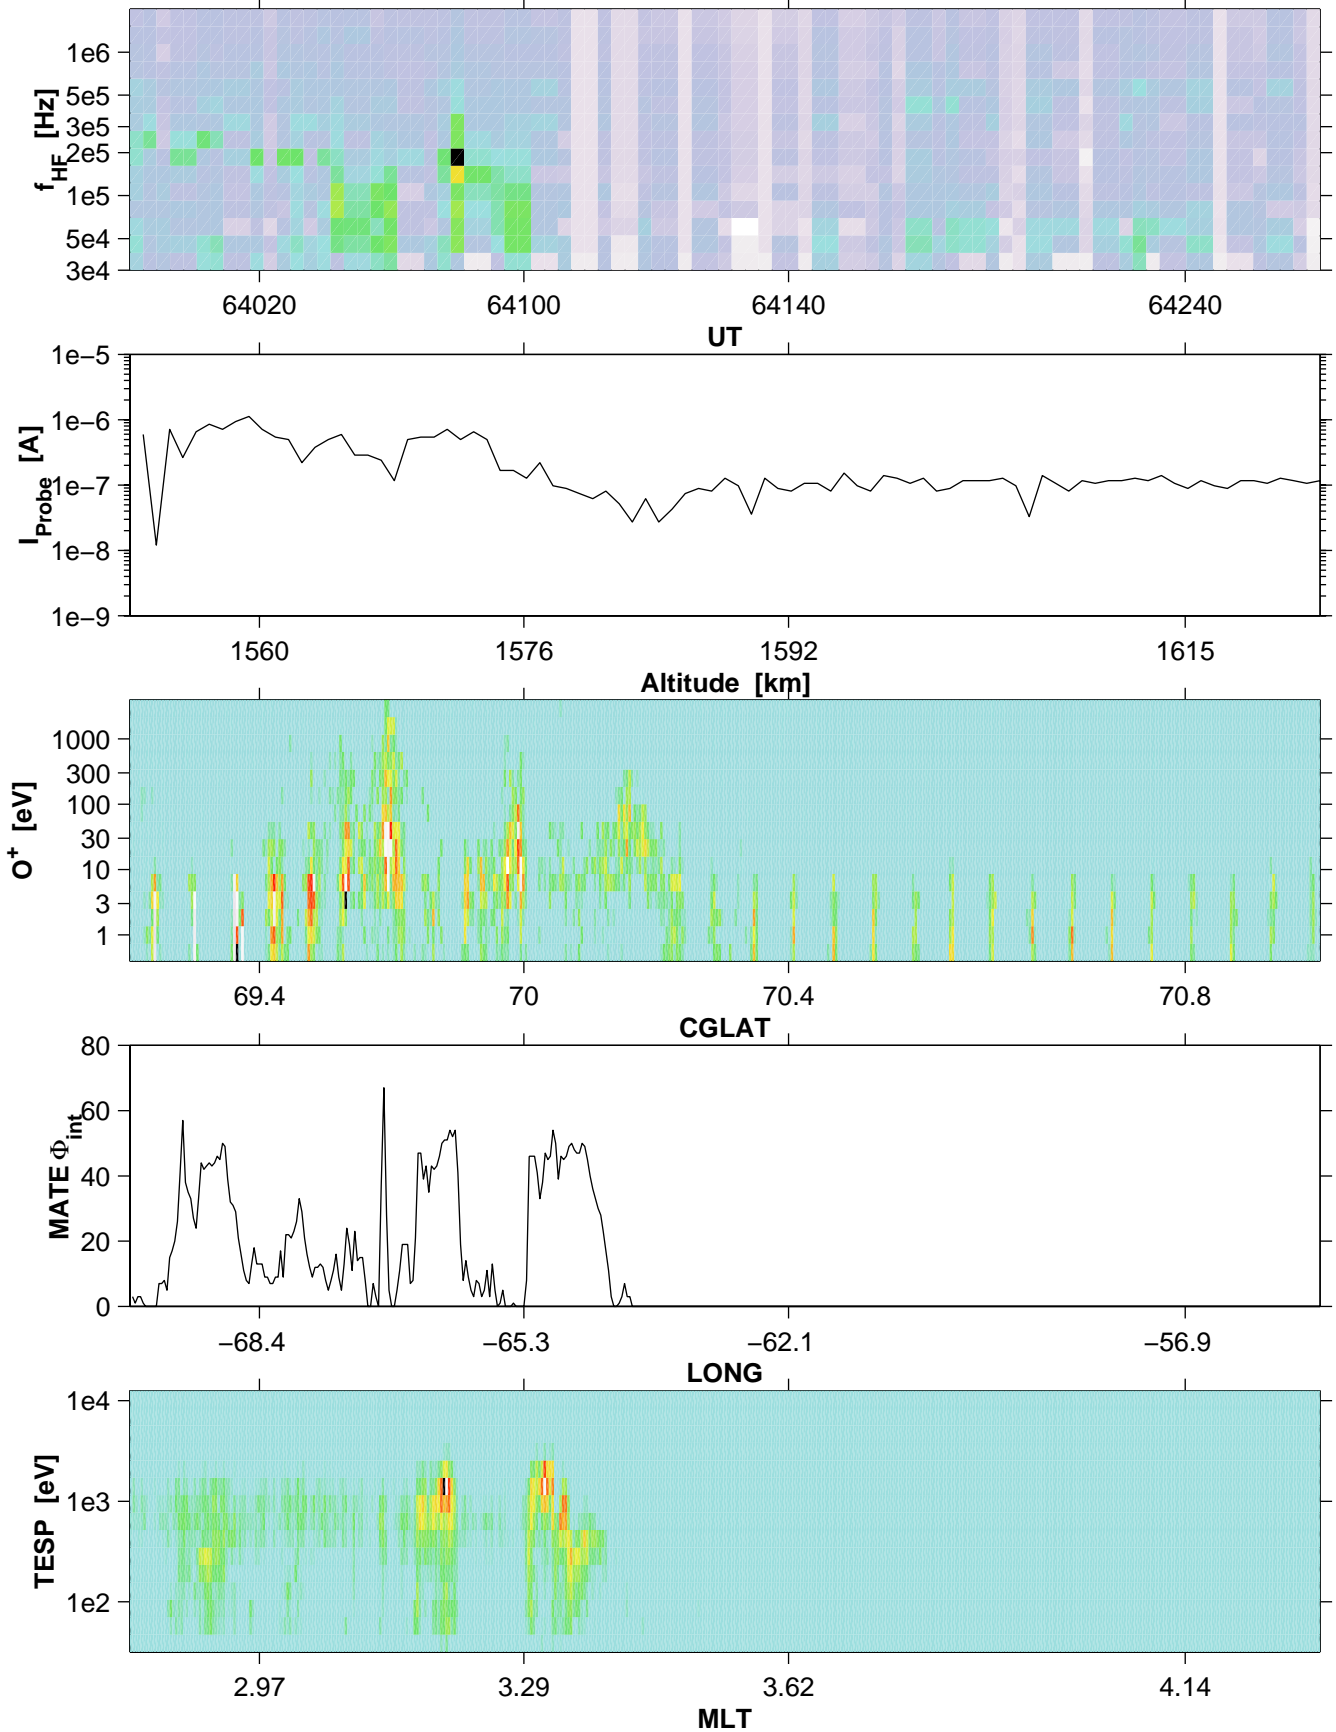 1e6
5e5
3e5
2e5
1e5
5e4
3e4
f_HF [Hz]
64020 64100 64140 64240
UT
1e−5
1e−6
1e−7
1e−8
1e−9
I_Probe [A]
1560 1576 1592 1615
Altitude [km]
1000
300
100
30
10
3
1
O⁺ [eV]
69.4 70 70.4 70.8
CGLAT
80
60
40
20
0
MATE Φ_int
−68.4 −65.3 −62.1 −56.9
LONG
1e4
1e3
1e2
TESP [eV]
2.97 3.29 3.62 4.14
MLT